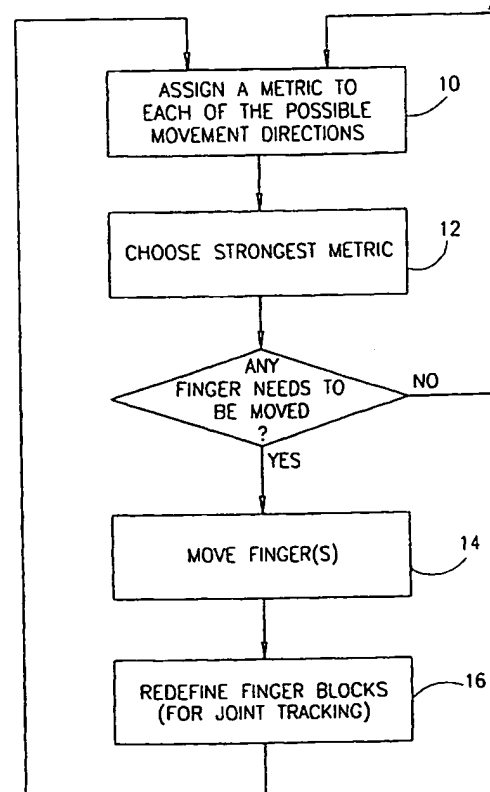 ASSIGN A METRIC TO
EACH OF THE POSSIBLE
MOVEMENT DIRECTIONS
10
CHOOSE STRONGEST METRIC
12
ANY
FINGER NEEDS TO
BE MOVED
?
NO
YES
MOVE FINGER(S)
14
REDEFINE FINGER BLOCKS
(FOR JOINT TRACKING)
16